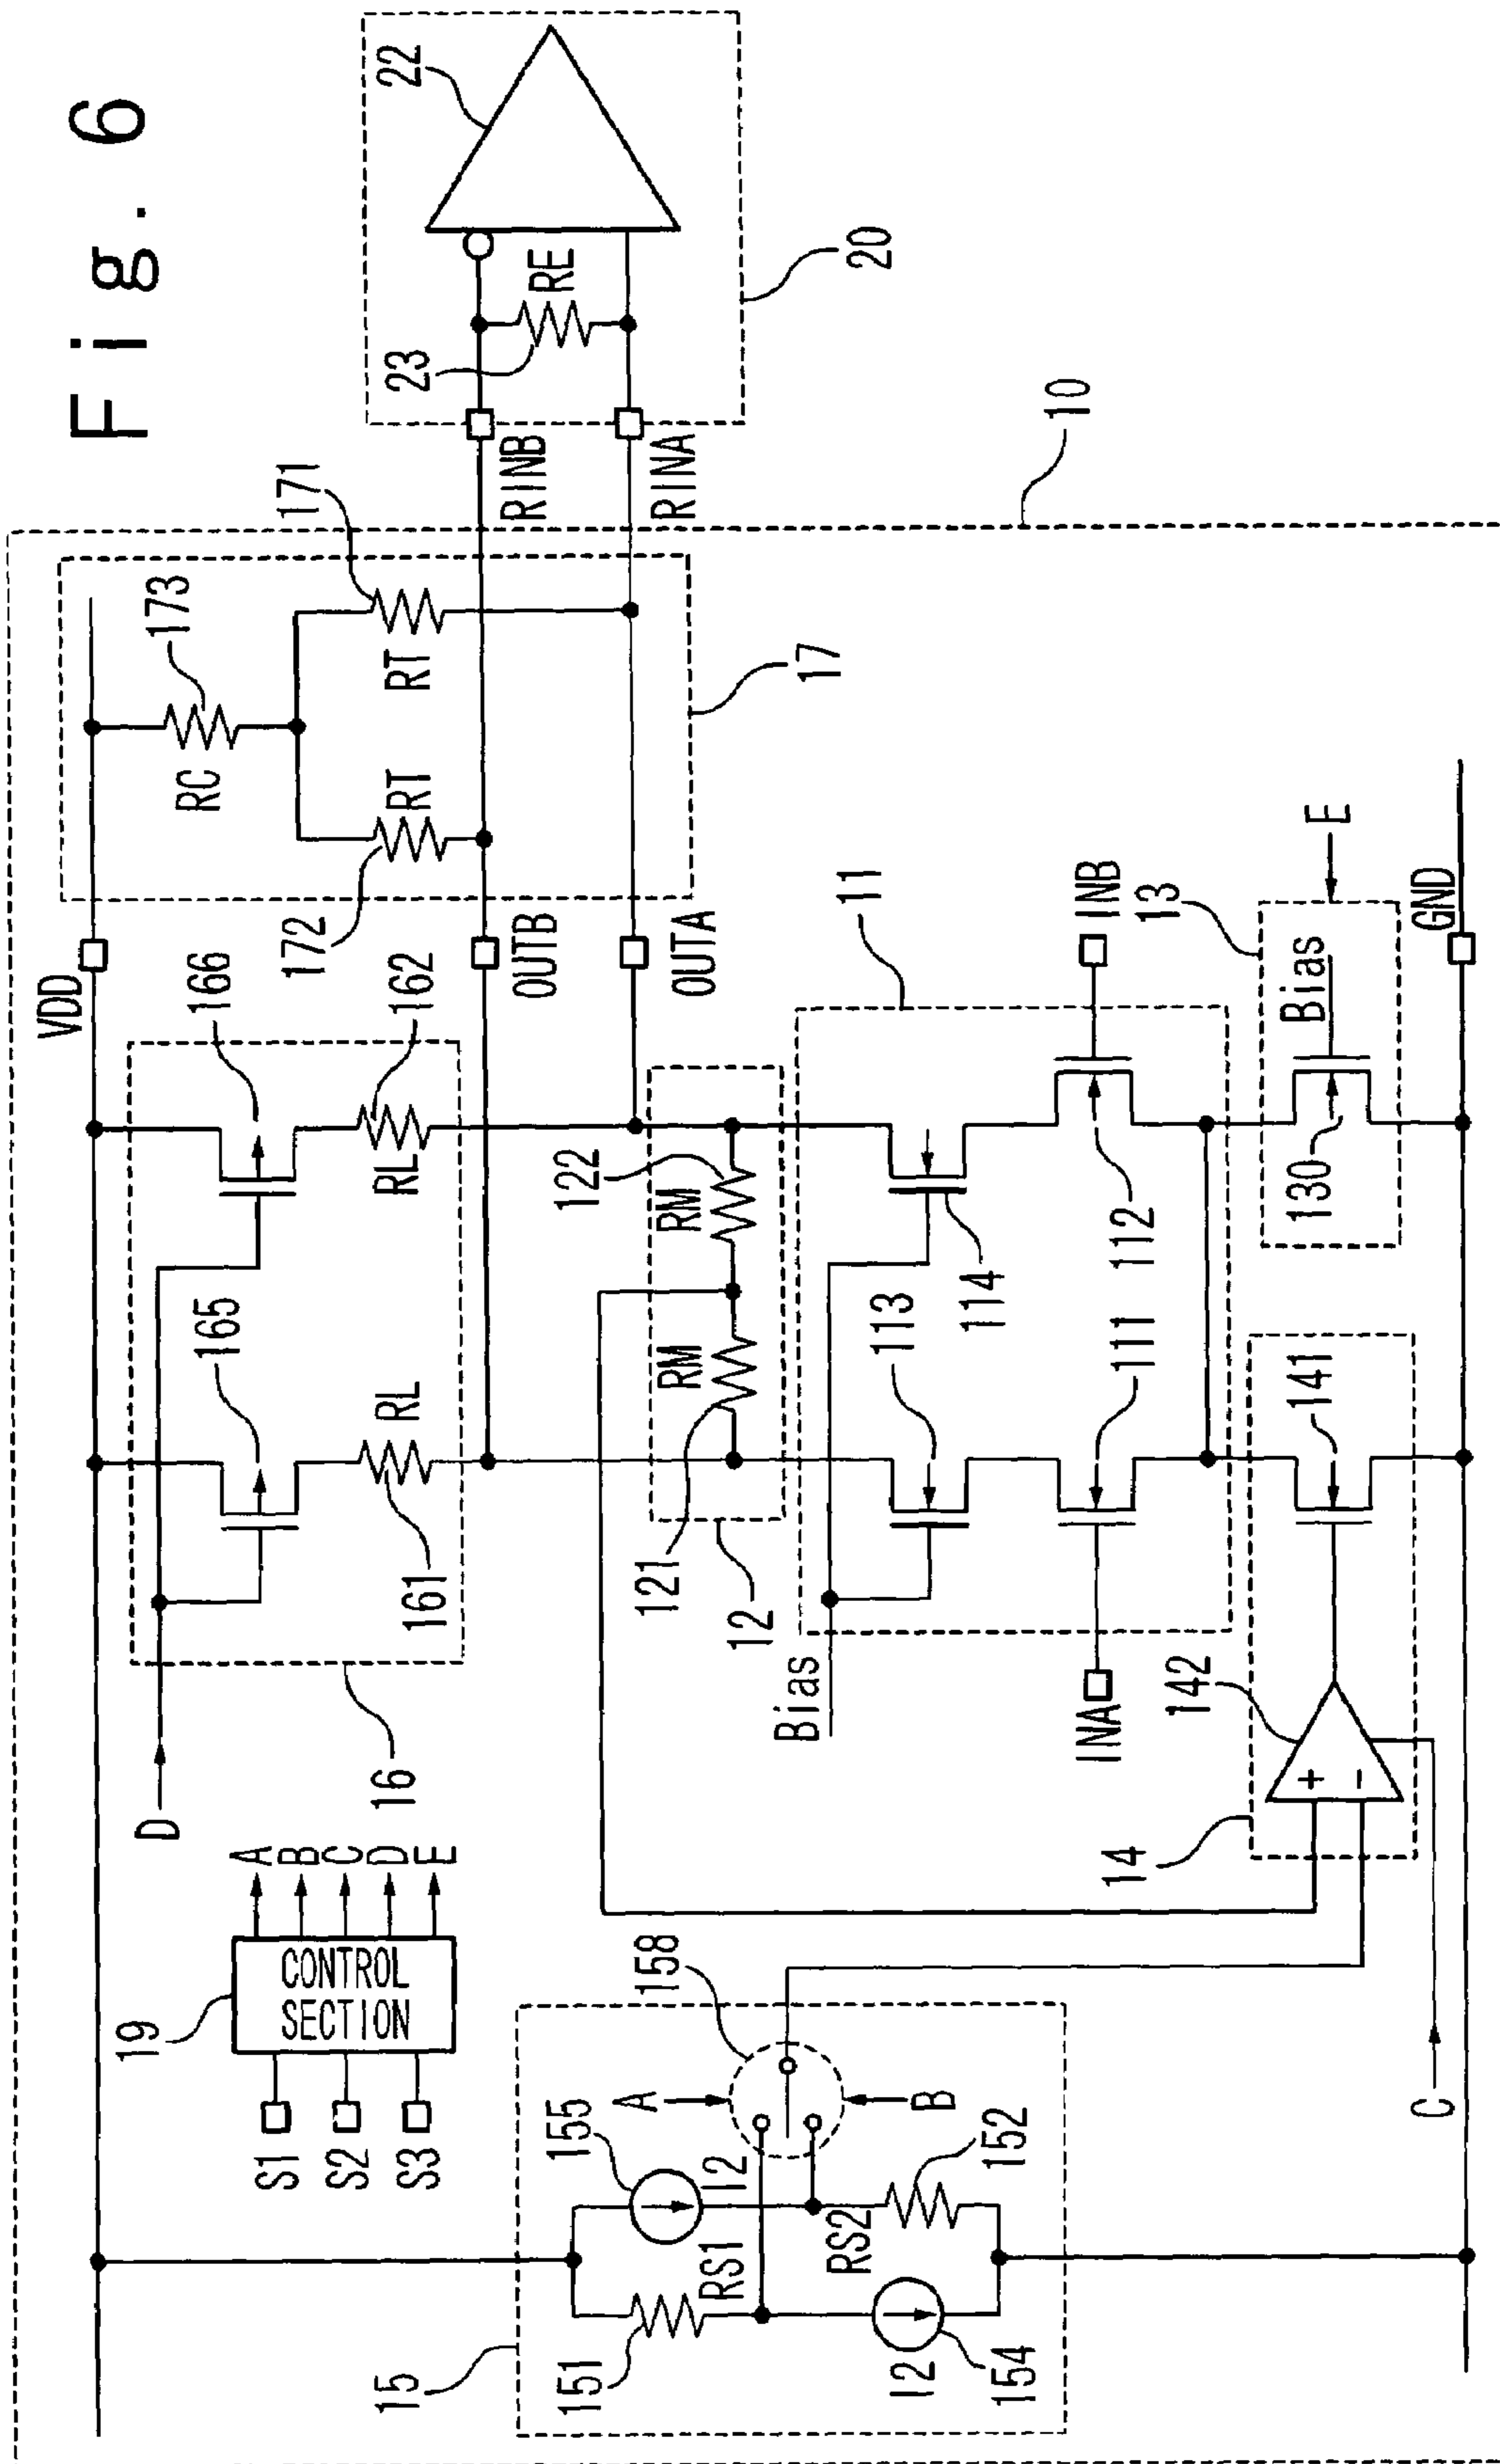 Fig. 6
10
22
20
23
RE
RINB
RINA
171
173
17
RC
RT
RT
172
VDD
OUTB
OUTA
166
162
RL
165
RL
161
16
D
122
RM
RM
121
12
11
INB
114
112
113
111
Bias
INA
13
E
Bias
130
GND
141
142
14
+
−
C
19
CONTROL
SECTION
A
B
C
D
E
S1
S2
S3
158
A
B
155
I2
152
RS1
RS2
15
151
I2
154